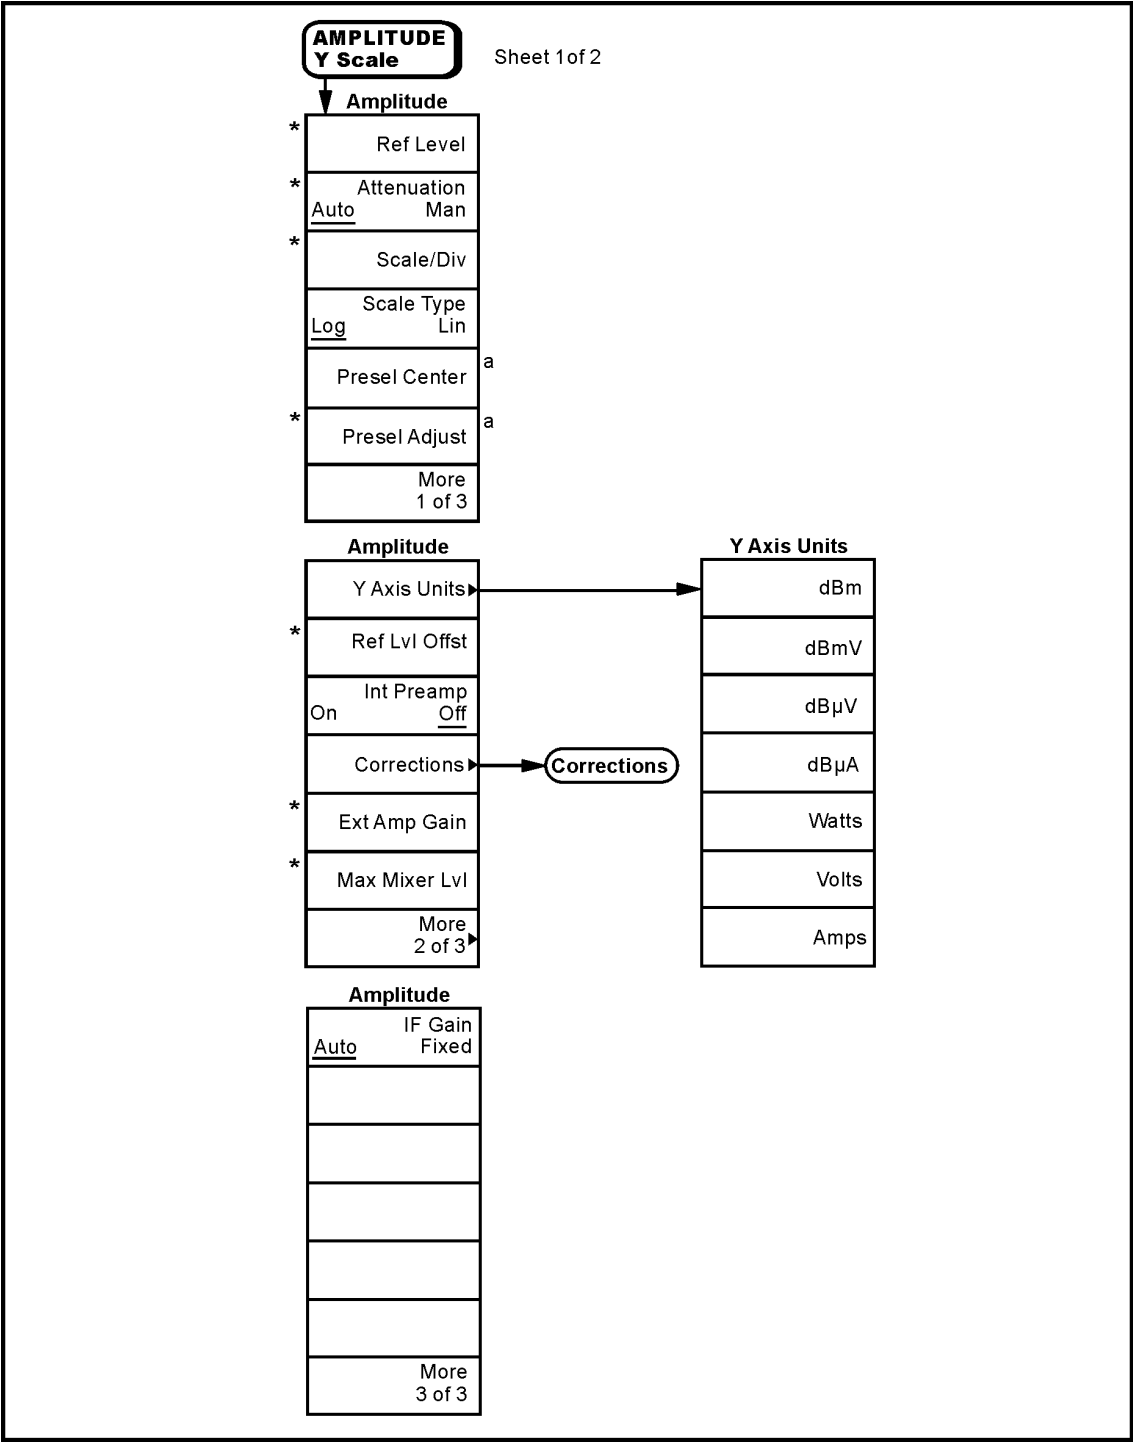 AMPLITUDE
Y Scale
Sheet 1of 2
Amplitude
*
Ref Level
*
Attenuation
Auto Man
*
Scale/Div
Scale Type
Log Lin
Presel Center
a
*
Presel Adjust
a
More
1 of 3
Amplitude
Y Axis Units
*
Ref Lvl Offst
Int Preamp
On Off
Corrections
Corrections
*
Ext Amp Gain
*
Max Mixer Lvl
More
2 of 3
Y Axis Units
dBm
dBmV
dBµV
dBµA
Watts
Volts
Amps
Amplitude
IF Gain
Auto Fixed
More
3 of 3